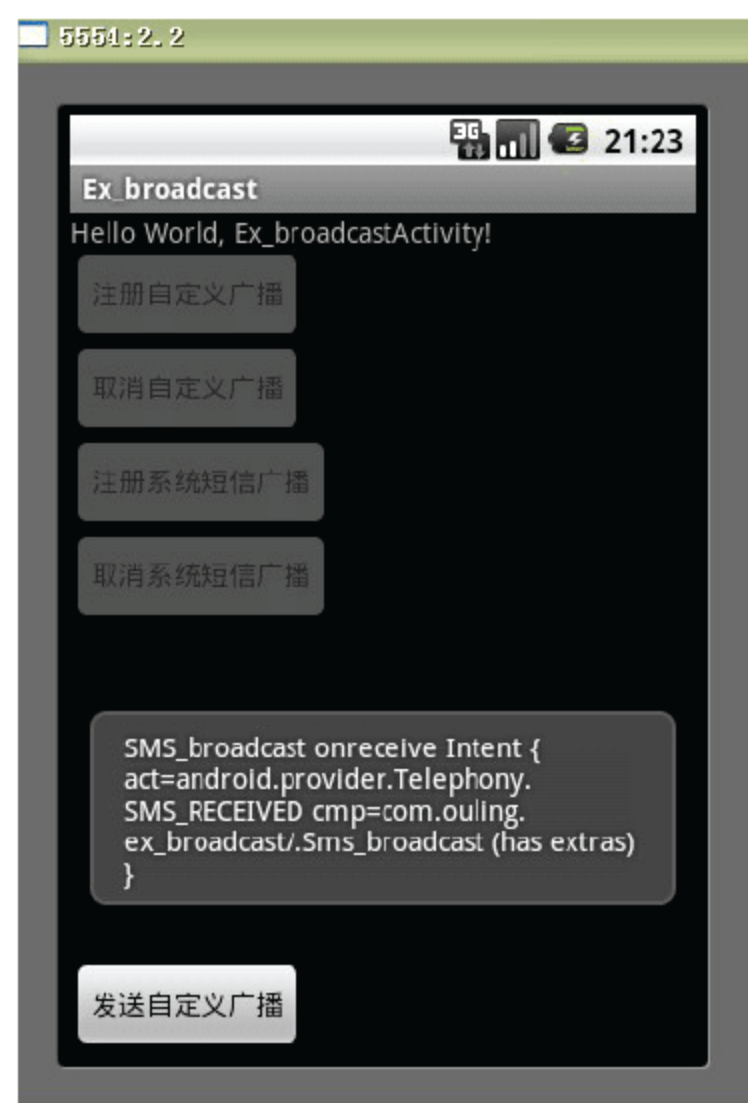 5554:2.2
3G 21:23
Ex_broadcast
Hello World, Ex_broadcastActivity!
注册自定义广播
取消自定义广播
注册系统短信广播
取消系统短信广播
SMS_broadcast onreceive Intent {
act=android.provider.Telephony.
SMS_RECEIVED cmp=com.ouling.
ex_broadcast/.Sms_broadcast (has extras)
}
发送自定义广播